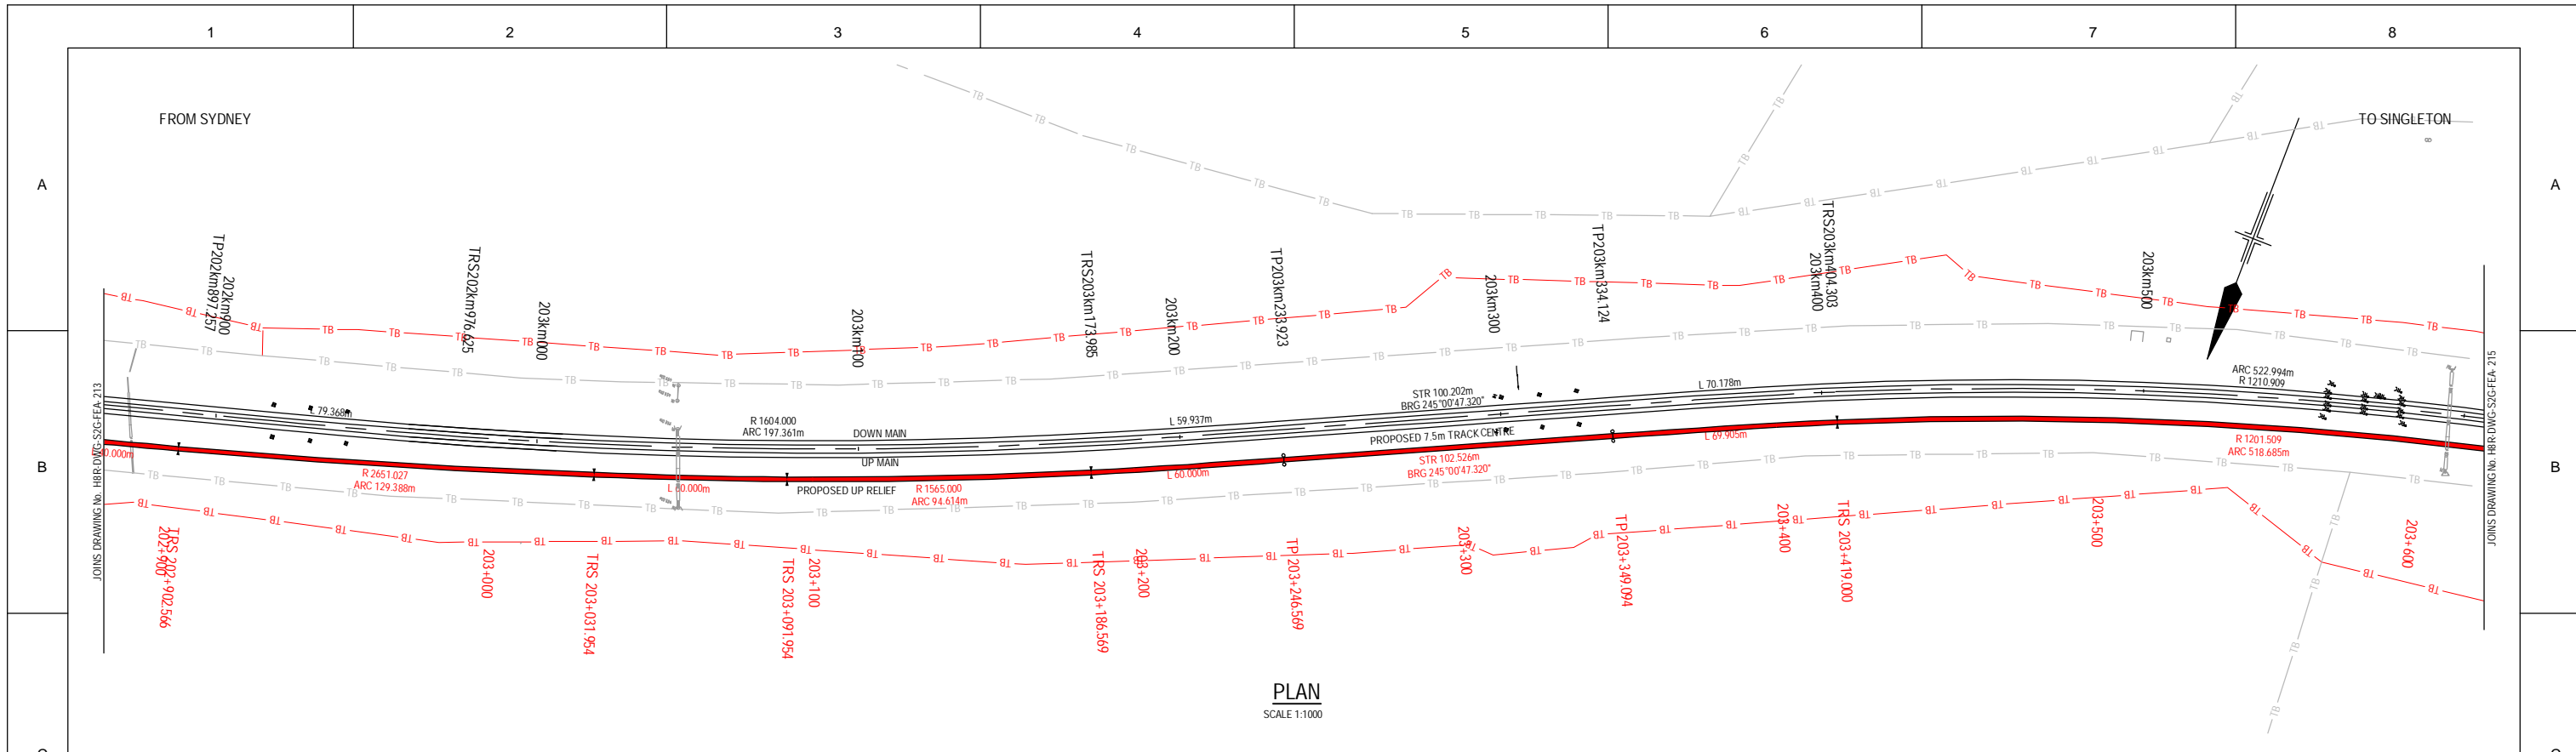 1 2 3 4 5 6 7 8
A A
FROM SYDNEY
TO SINGLETON
TP202km897.257
202km900
TRS202km976.625
203km000
203km100
TRS203km173.985
203km200
TP203km233.923
203km300
TP203km334.124
203km400
TRS203km404.303
203km500
TB
JOINS DRAWING No. HBR-DWG-S2G-FEA-213
JOINS DRAWING No. HBR-DWG-S2G-FEA-215
B B
L 79.368m
R 1604.000
ARC 197.361m
DOWN MAIN
UP MAIN
L 59.937m
STR 100.202m
BRG 245°00'47.320"
L 70.178m
ARC 522.994m
R 1210.909
PROPOSED 7.5m TRACK CENTRE
R 2651.027
ARC 129.388m
PROPOSED UP RELIEF
R 1565.000
ARC 94.614m
L 60.000m
STR 102.526m
BRG 245°00'47.320"
L 69.905m
R 1201.509
ARC 518.685m
202+900
TRS 202+902.566
203+000
TRS 203+031.954
TRS 203+091.954
203+100
TRS 203+186.569
203+200
TP203+246.569
203+300
TP203+349.094
203+400
TRS 203+419.000
203+500
203+600
PLAN
SCALE 1:1000